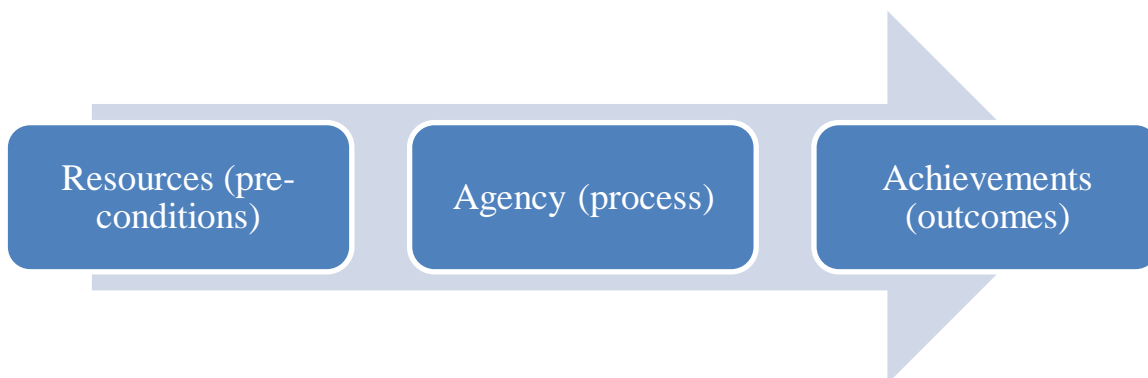 Resources (pre-
conditions)
Agency (process)
Achievements
(outcomes)